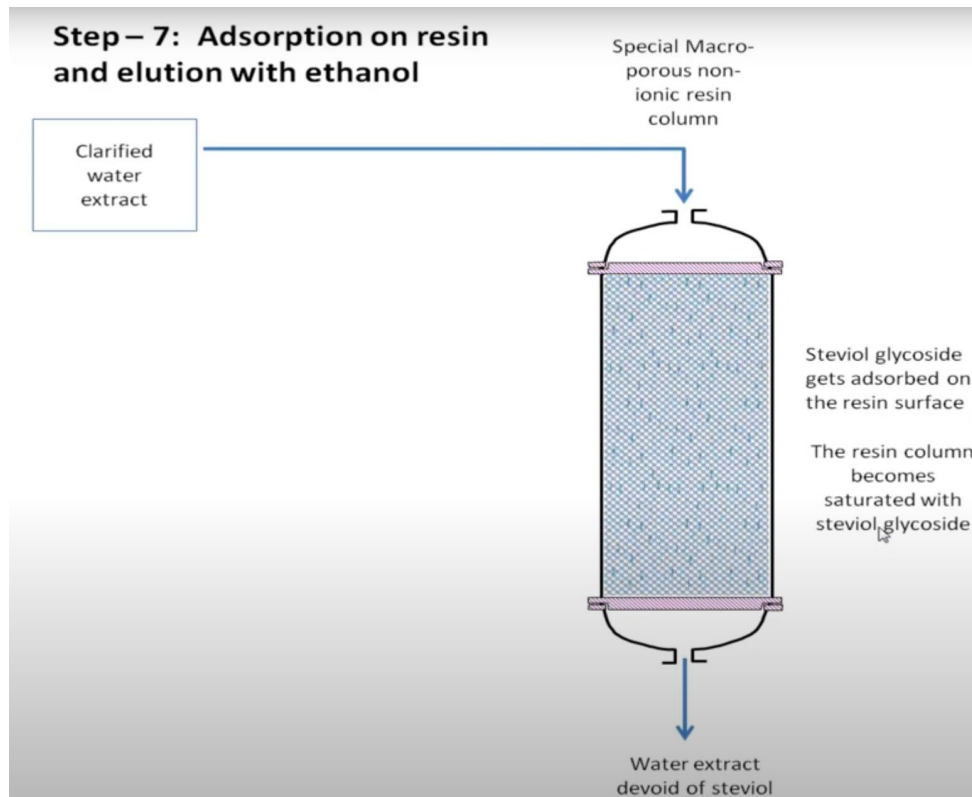 Step – 7:  Adsorption on resin
and elution with ethanol
Special Macro-
porous non-
ionic resin
column
Clarified
water
extract
Steviol glycoside
gets adsorbed on
the resin surface
The resin column
becomes
saturated with
steviol glycoside
Water extract
devoid of steviol